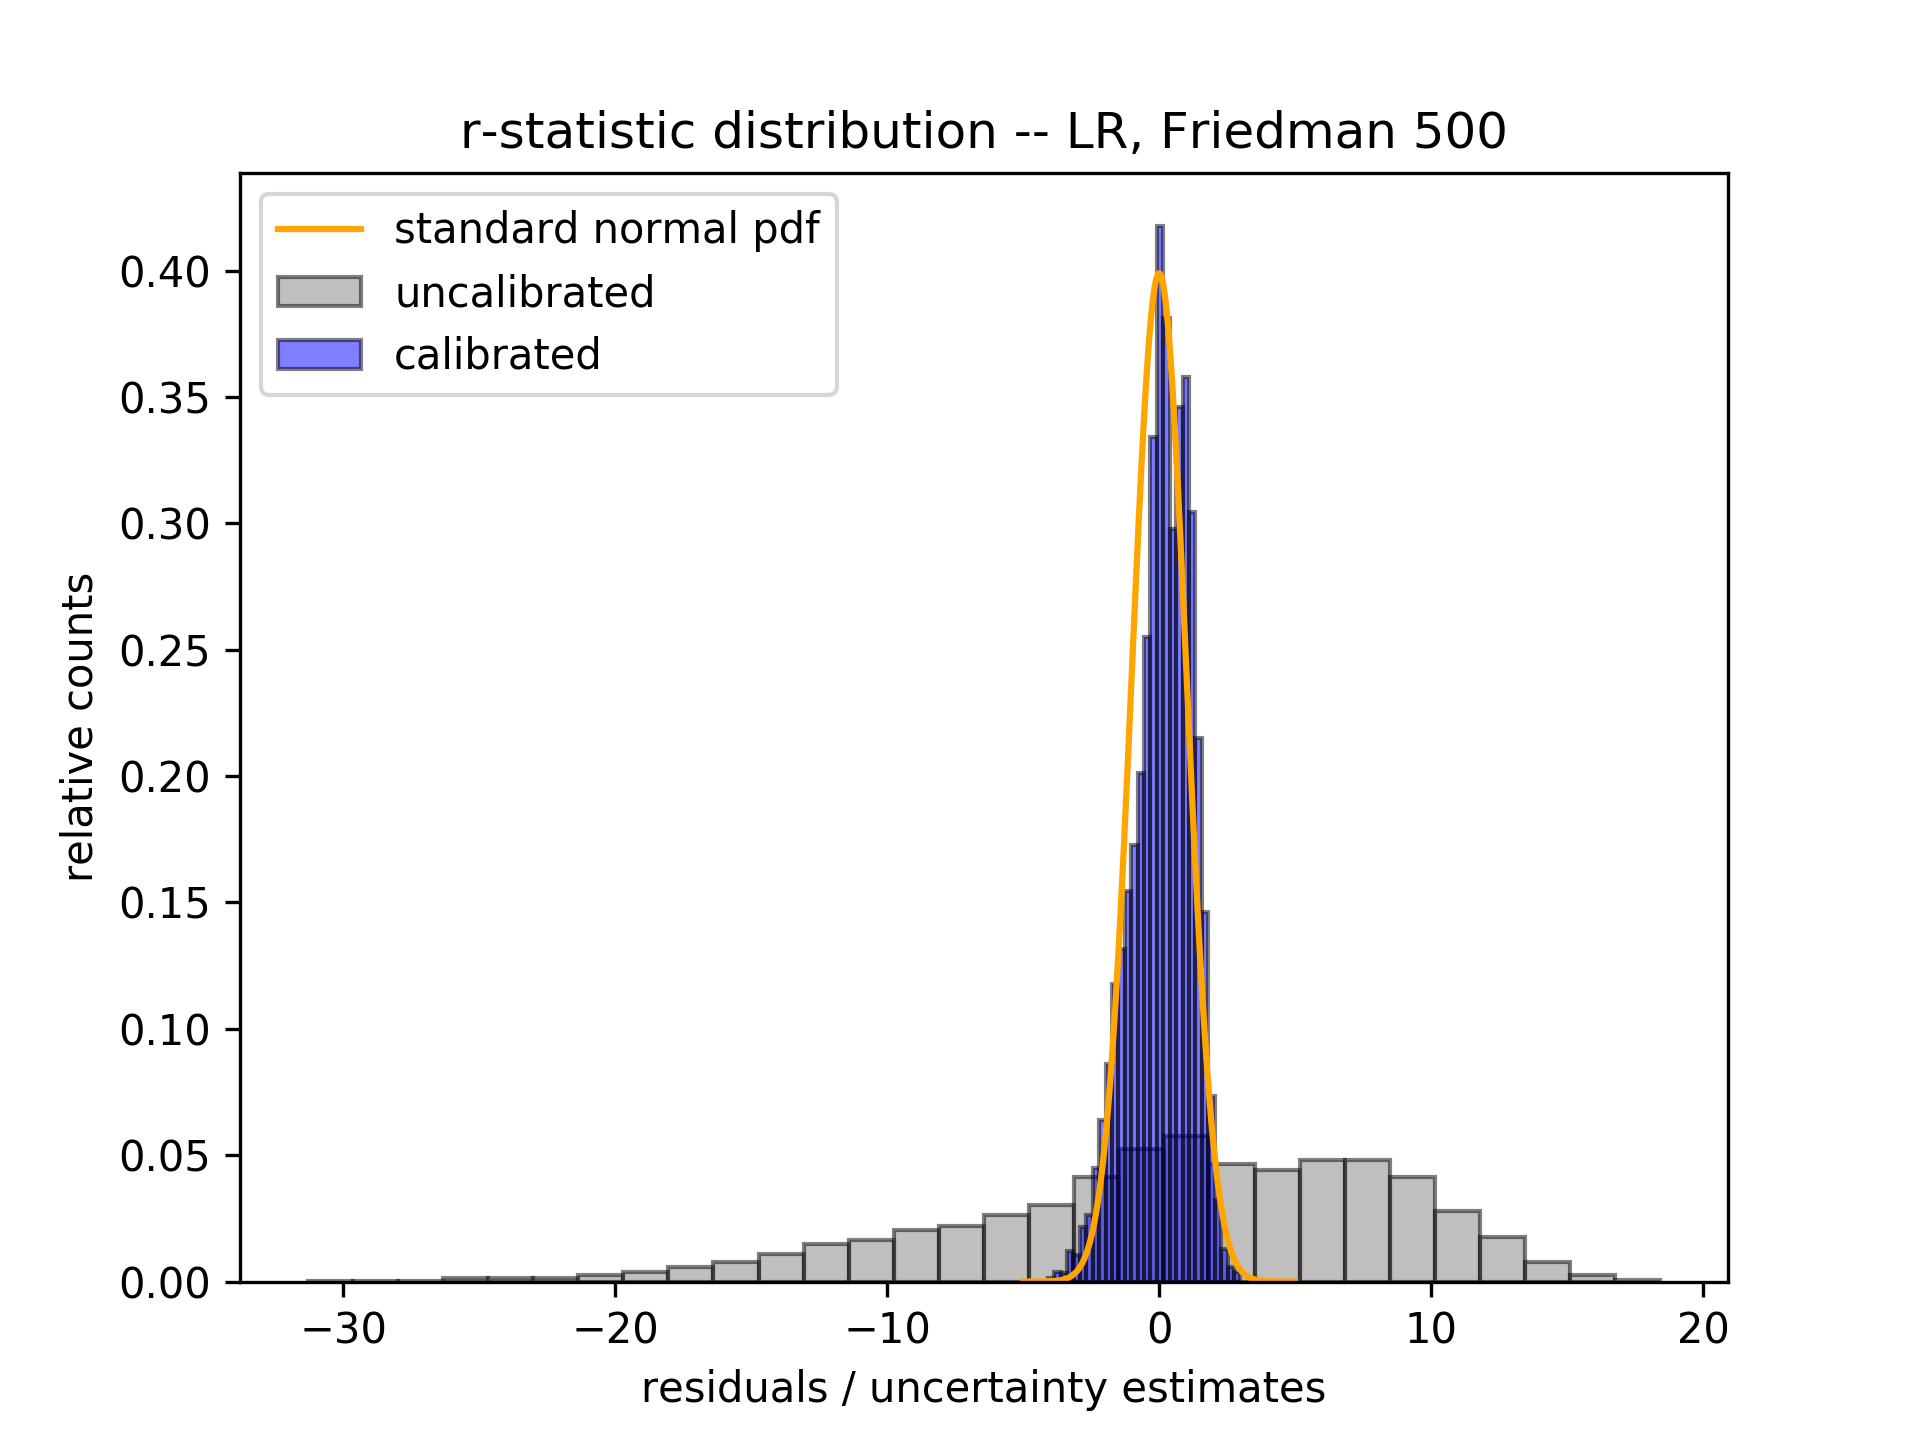 r-statistic distribution -- LR, Friedman 500
standard normal pdf
uncalibrated
calibrated
relative counts
0.40
0.35
0.30
0.25
0.20
0.15
0.10
0.05
0.00
−30 −20 −10 0 10 20
residuals / uncertainty estimates